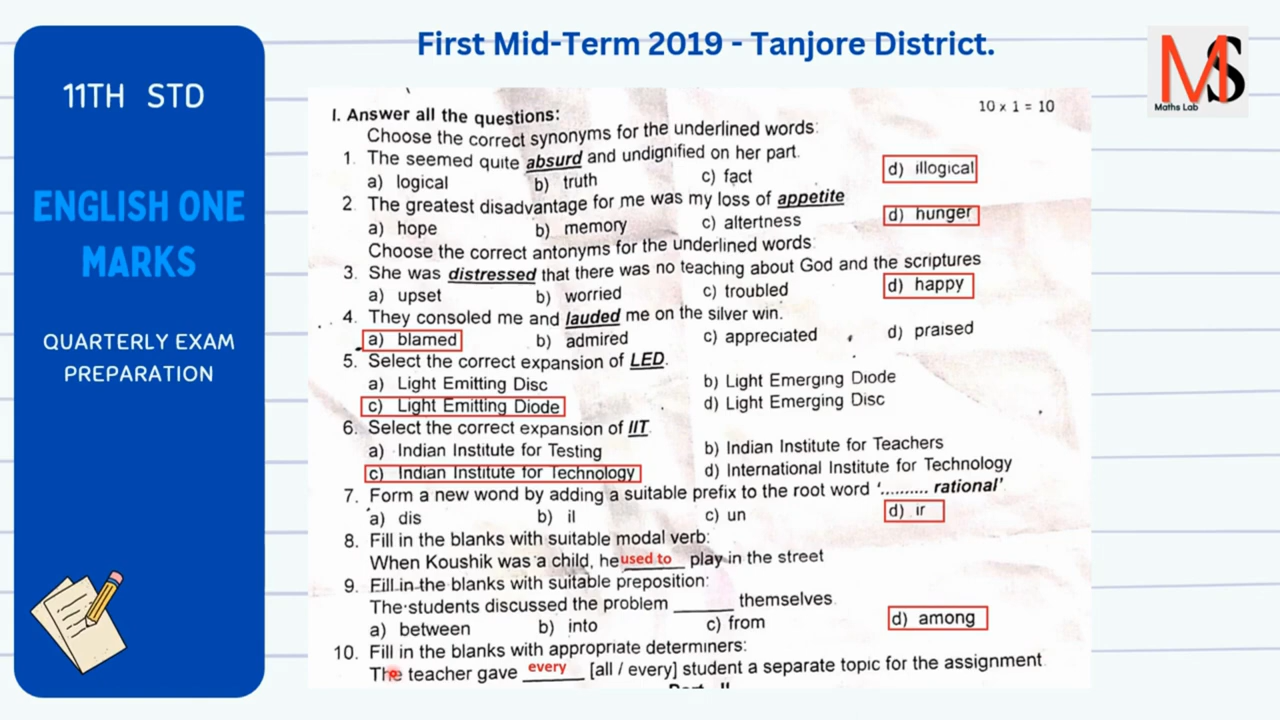 First Mid-Term 2019 - Tanjore District.
MS
Maths Lab
11TH STD
ENGLISH ONE
MARKS
QUARTERLY EXAM
PREPARATION
I. Answer all the questions: 10 x 1 = 10
Choose the correct synonyms for the underlined words:
1. The seemed quite absurd and undignified on her part.
a) logical b) truth c) fact d) illogical
2. The greatest disadvantage for me was my loss of appetite
a) hope b) memory c) altertness d) hunger
Choose the correct antonyms for the underlined words:
3. She was distressed that there was no teaching about God and the scriptures
a) upset b) worried c) troubled d) happy
4. They consoled me and lauded me on the silver win.
a) blamed b) admired c) appreciated d) praised
5. Select the correct expansion of LED.
a) Light Emitting Disc b) Light Emerging Diode
c) Light Emitting Diode d) Light Emerging Disc
6. Select the correct expansion of IIT.
a) Indian Institute for Testing b) Indian Institute for Teachers
c) Indian Institute for Technology d) International Institute for Technology
7. Form a new wond by adding a suitable prefix to the root word '.......... rational'
a) dis b) il c) un d) ir
8. Fill in the blanks with suitable modal verb:
When Koushik was a child, he used to play in the street
9. Fill in the blanks with suitable preposition:
The students discussed the problem ______ themselves.
a) between b) into c) from d) among
10. Fill in the blanks with appropriate determiners:
The teacher gave every [all / every] student a separate topic for the assignment